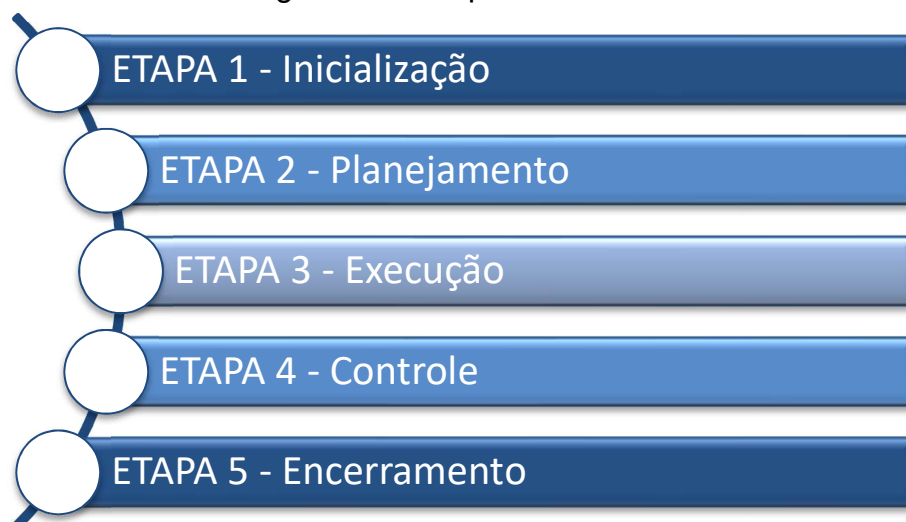 ETAPA 1 - Inicialização
ETAPA 2 - Planejamento
ETAPA 3 - Execução
ETAPA 4 - Controle
ETAPA 5 - Encerramento